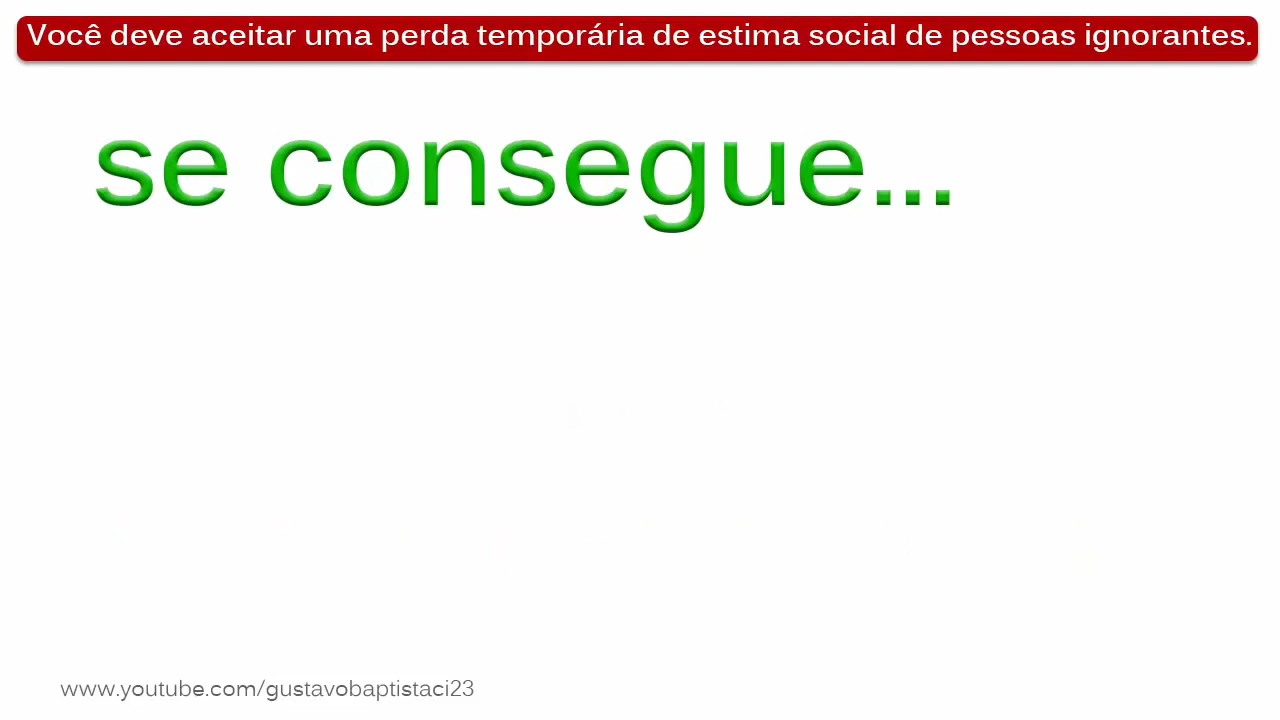 Você deve aceitar uma perda temporária de estima social de pessoas ignorantes.
se consegue...
www.youtube.com/gustavobaptistaci23